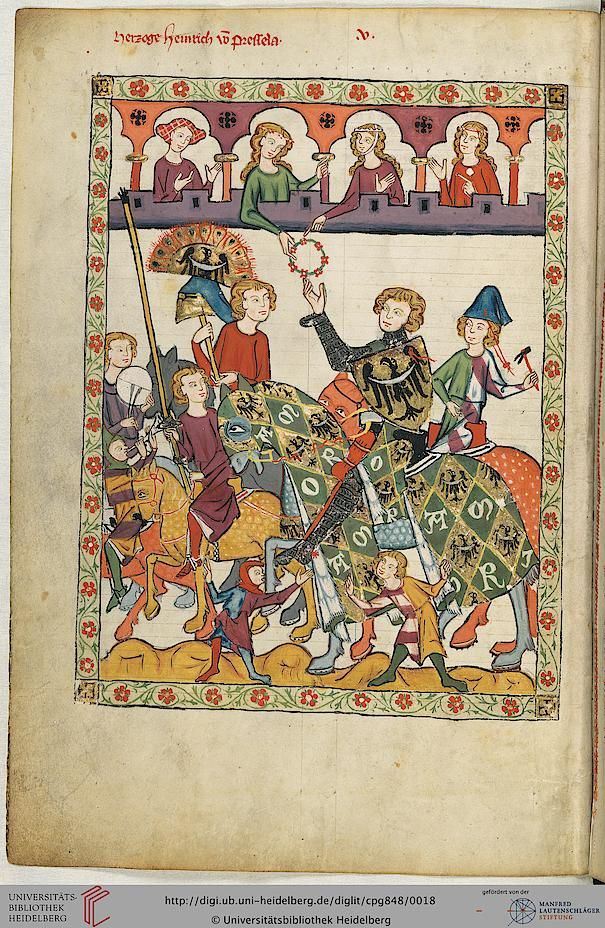 Herzoge Heinrich vō Pressela. V.
UNIVERSITÄTS-
BIBLIOTHEK
HEIDELBERG
http://digi.ub.uni-heidelberg.de/diglit/cpg848/0018
© Universitätsbibliothek Heidelberg
gefördert von der
MANFRED
LAUTENSCHLÄGER
STIFTUNG